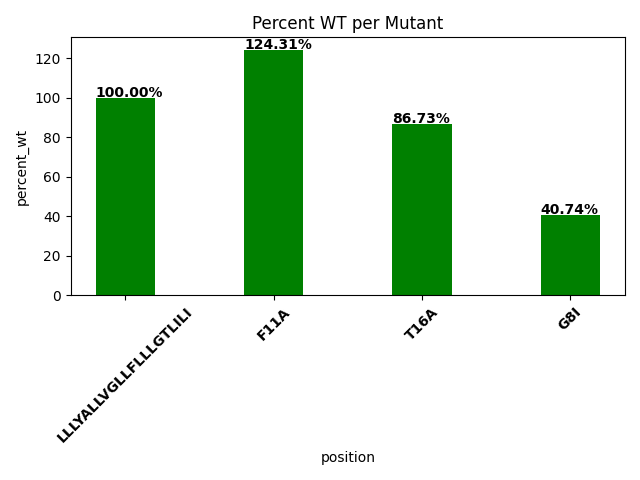 Percent WT per Mutant
percent_wt
120
100
80
60
40
20
0
100.00%
124.31%
86.73%
40.74%
LLLYALLVGLLFLLLGTLILI
F11A
T16A
G8I
position